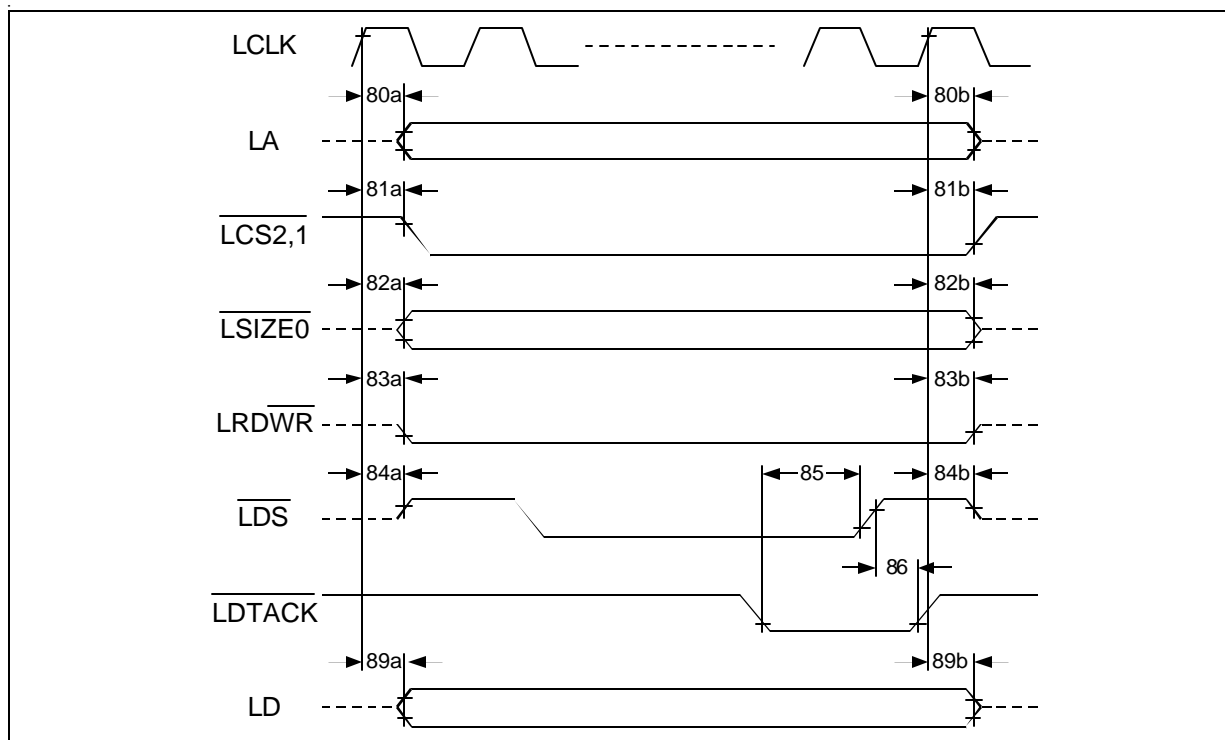 LCLK
80a 80b
LA
81a 81b
LCS2,1
82a 82b
LSIZE0
83a 83b
LRDWR
84a 85 84b
LDS
86
LDTACK
89a 89b
LD